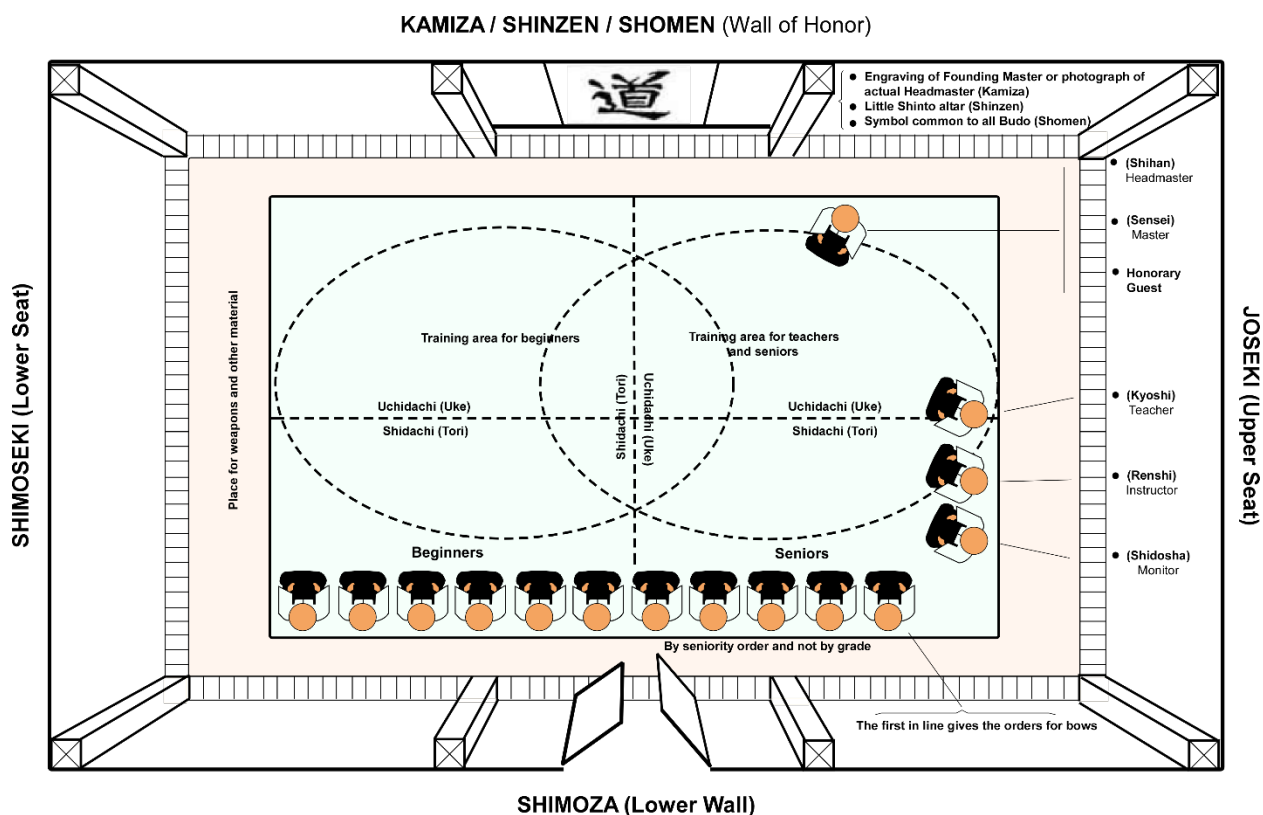 KAMIZA / SHINZEN / SHOMEN (Wall of Honor)
道
● Engraving of Founding Master or photograph of
actual Headmaster (Kamiza)
● Little Shinto altar (Shinzen)
● Symbol common to all Budo (Shomen)
● (Shihan)
Headmaster
● (Sensei)
Master
● Honorary
Guest
● (Kyoshi)
Teacher
● (Renshi)
Instructor
● (Shidosha)
Monitor
JOSEKI (Upper Seat)
SHIMOSEKI (Lower Seat)
Place for weapons and other material
Training area for beginners
Training area for teachers
and seniors
Uchidachi (Uke)
Shidachi (Tori)
Shidachi (Tori)
Uchidachi (Uke)
Uchidachi (Uke)
Shidachi (Tori)
Beginners
Seniors
By seniority order and not by grade
The first in line gives the orders for bows
SHIMOZA (Lower Wall)